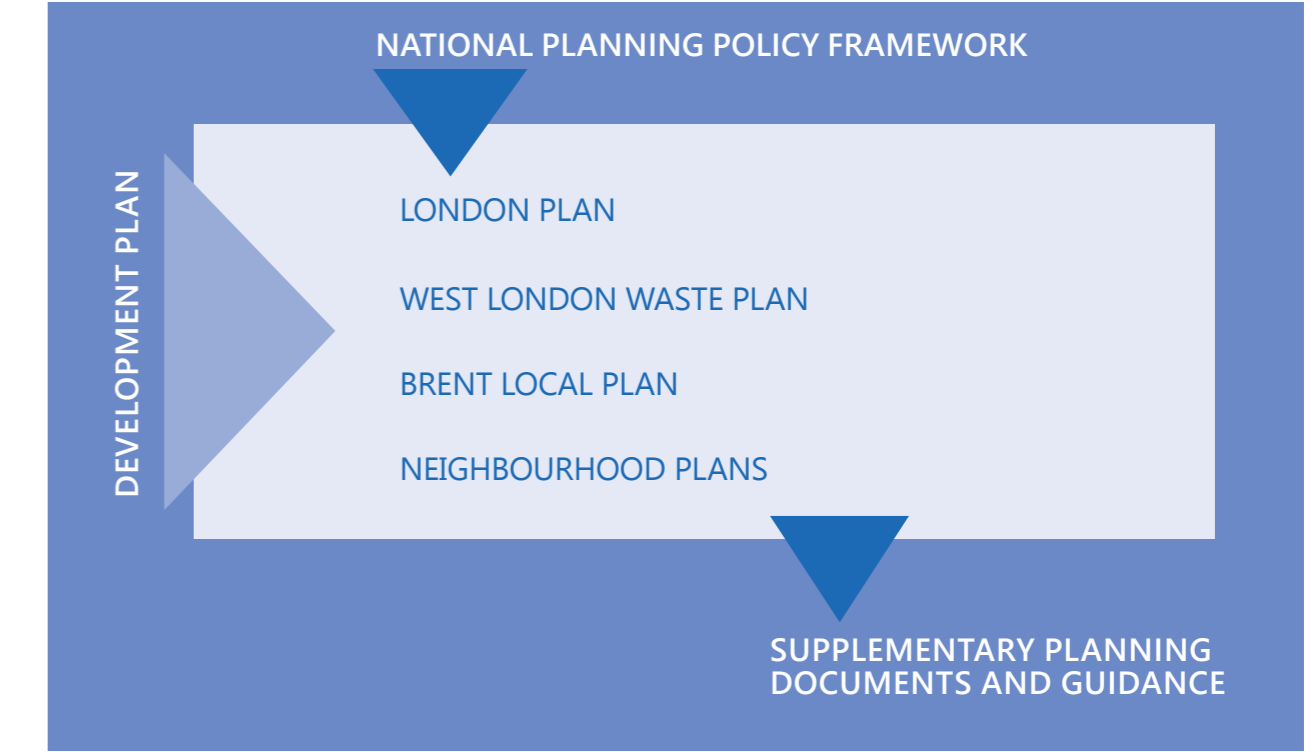 NATIONAL PLANNING POLICY FRAMEWORK
DEVELOPMENT PLAN
LONDON PLAN
WEST LONDON WASTE PLAN
BRENT LOCAL PLAN
NEIGHBOURHOOD PLANS
SUPPLEMENTARY PLANNING
DOCUMENTS AND GUIDANCE